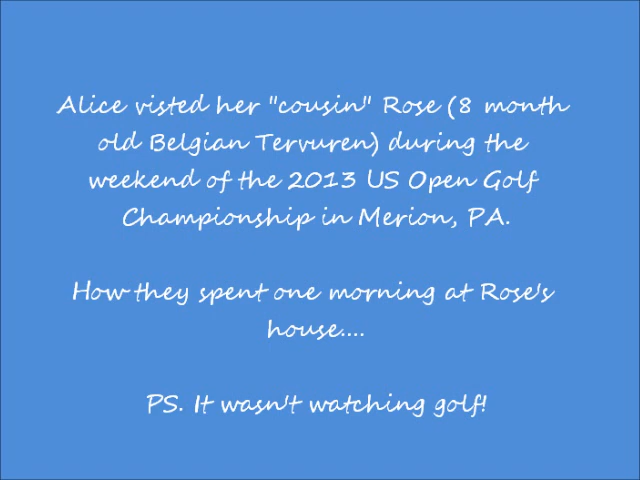 Alice visted her "cousin" Rose (8 month
old Belgian Tervuren) during the
weekend of the 2013 US Open Golf
Championship in Merion, PA.
How they spent one morning at Rose's
house....
PS. It wasn't watching golf!